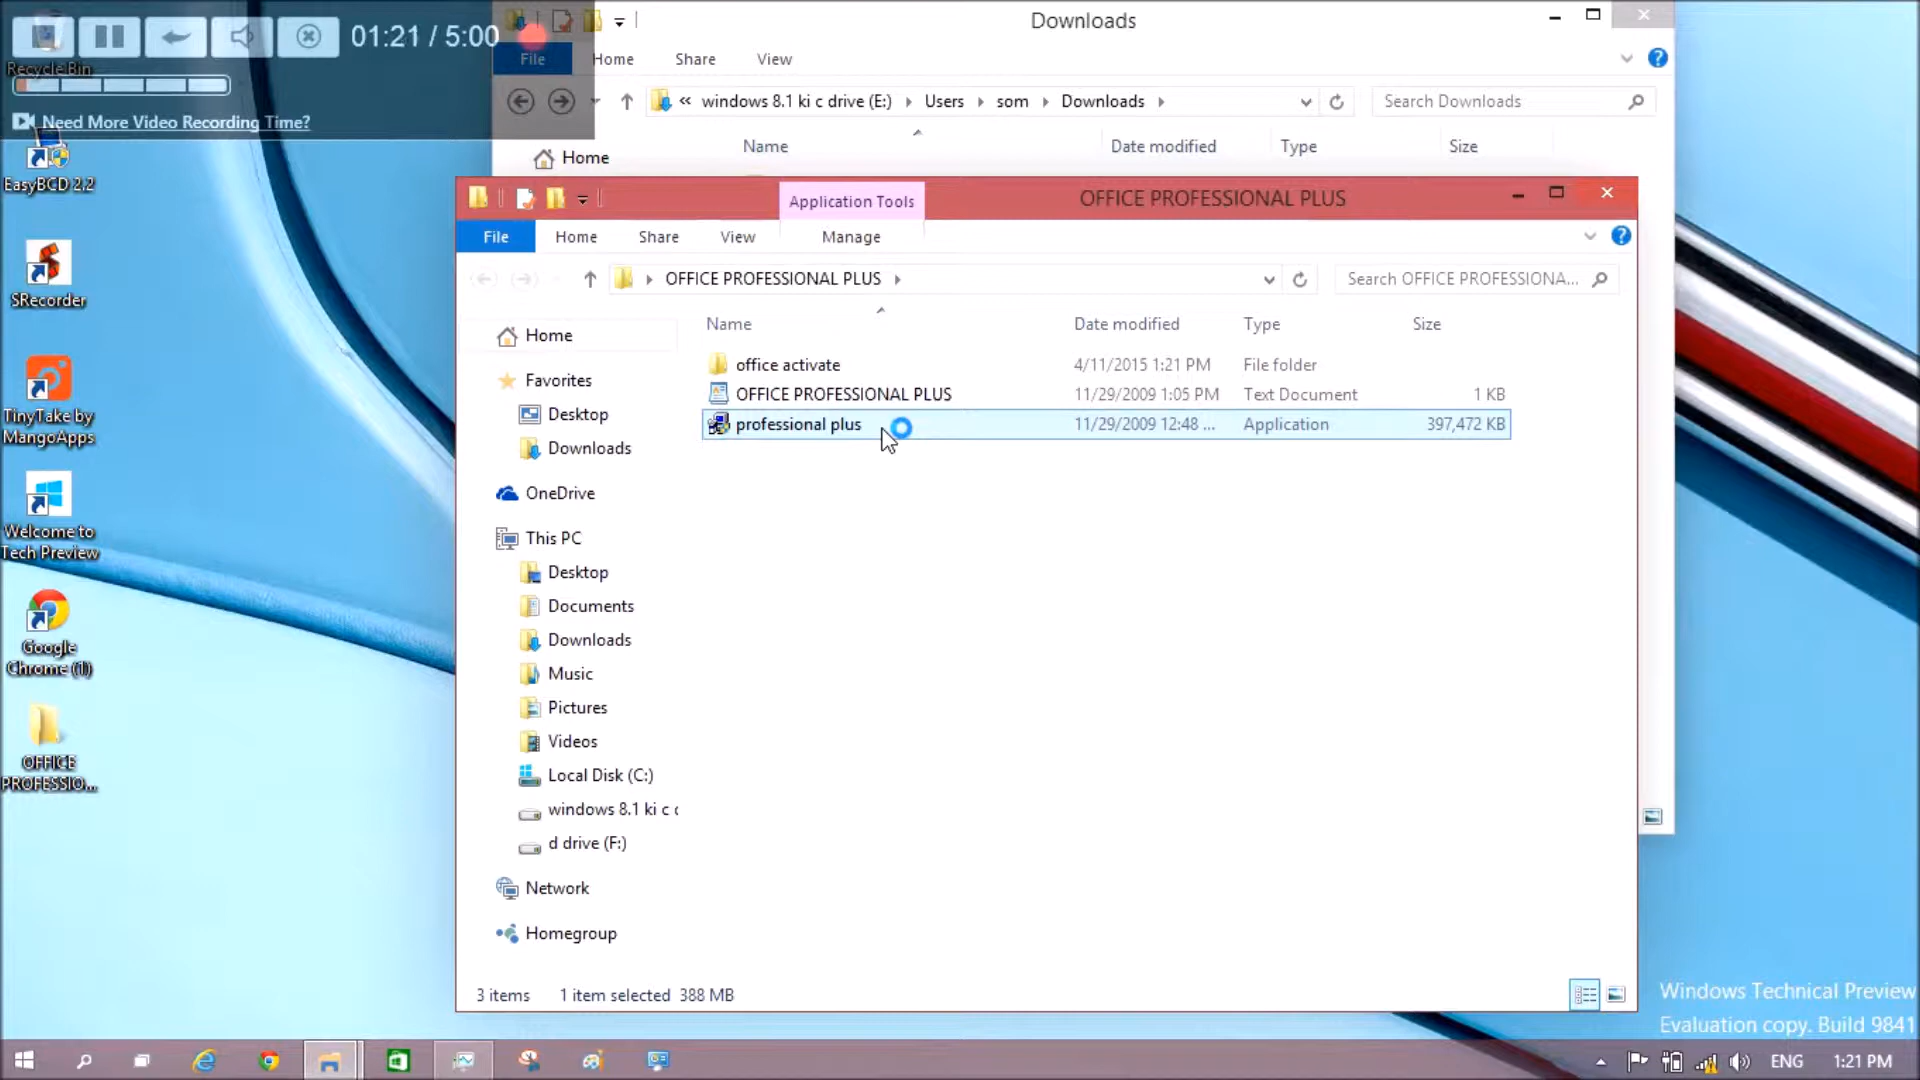 01:21 / 5:00
Recycle Bin
Need More Video Recording Time?
EasyBCD 2.2
SRecorder
TinyTake by
MangoApps
Welcome to
Tech Preview
Google
Chrome (1)
OFFICE
PROFESSIO...
Downloads
File Home Share View
« windows 8.1 ki c drive (E:) Users som Downloads
Search Downloads
Name Date modified Type Size
Home
Application Tools
OFFICE PROFESSIONAL PLUS
File Home Share View Manage
OFFICE PROFESSIONAL PLUS
Search OFFICE PROFESSIONA...
Name Date modified Type Size
office activate 4/11/2015 1:21 PM File folder
OFFICE PROFESSIONAL PLUS 11/29/2009 1:05 PM Text Document 1 KB
professional plus 11/29/2009 12:48 ... Application 397,472 KB
Home
Favorites
Desktop
Downloads
OneDrive
This PC
Desktop
Documents
Downloads
Music
Pictures
Videos
Local Disk (C:)
windows 8.1 ki c
d drive (F:)
Network
Homegroup
3 items 1 item selected 388 MB
Windows Technical Preview
Evaluation copy. Build 9841
ENG 1:21 PM